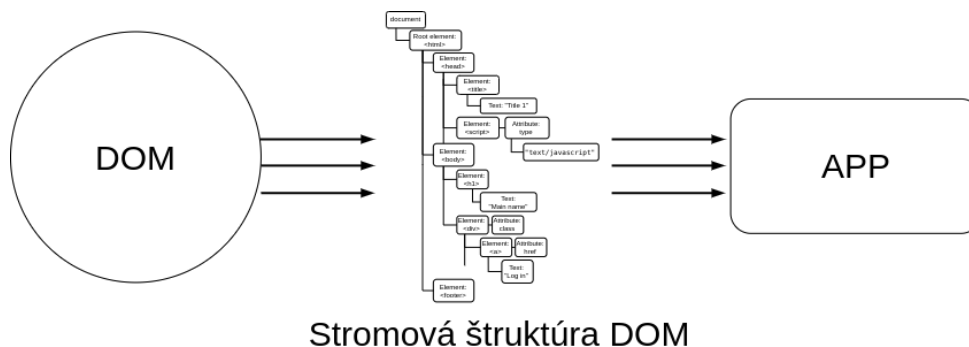 DOM
document
Root element:
<html>
Element:
<head>
Element:
<title>
Text: "Title 1"
Element:
<script>
Attribute:
type
"text/javascript"
Element:
<body>
Element:
<h1>
Text:
"Main name"
Element:
<div>
Attribute:
class
Element:
<a>
Attribute:
href
Text:
"Log in"
Element:
<footer>
APP
Stromová štruktúra DOM